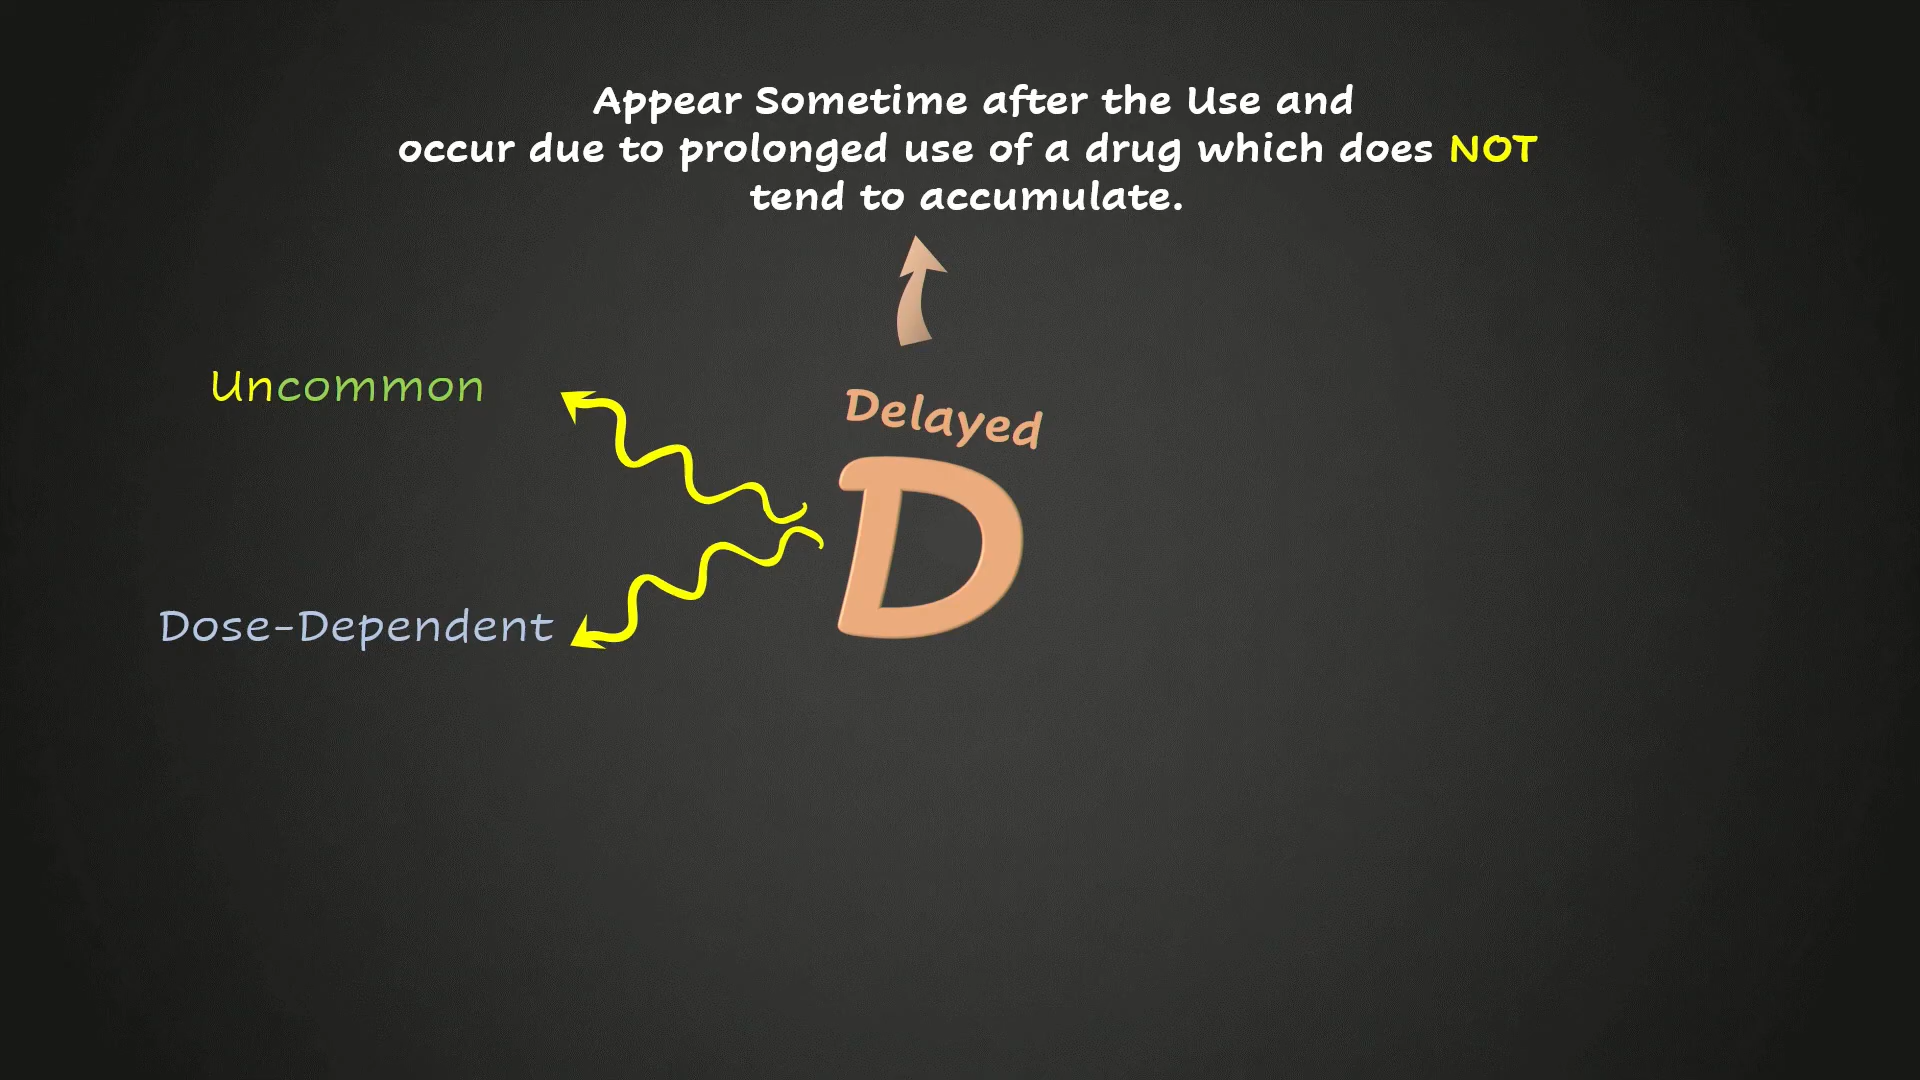 Appear Sometime after the Use and
occur due to prolonged use of a drug which does NOT
tend to accumulate.
Uncommon
Delayed
D
Dose-Dependent